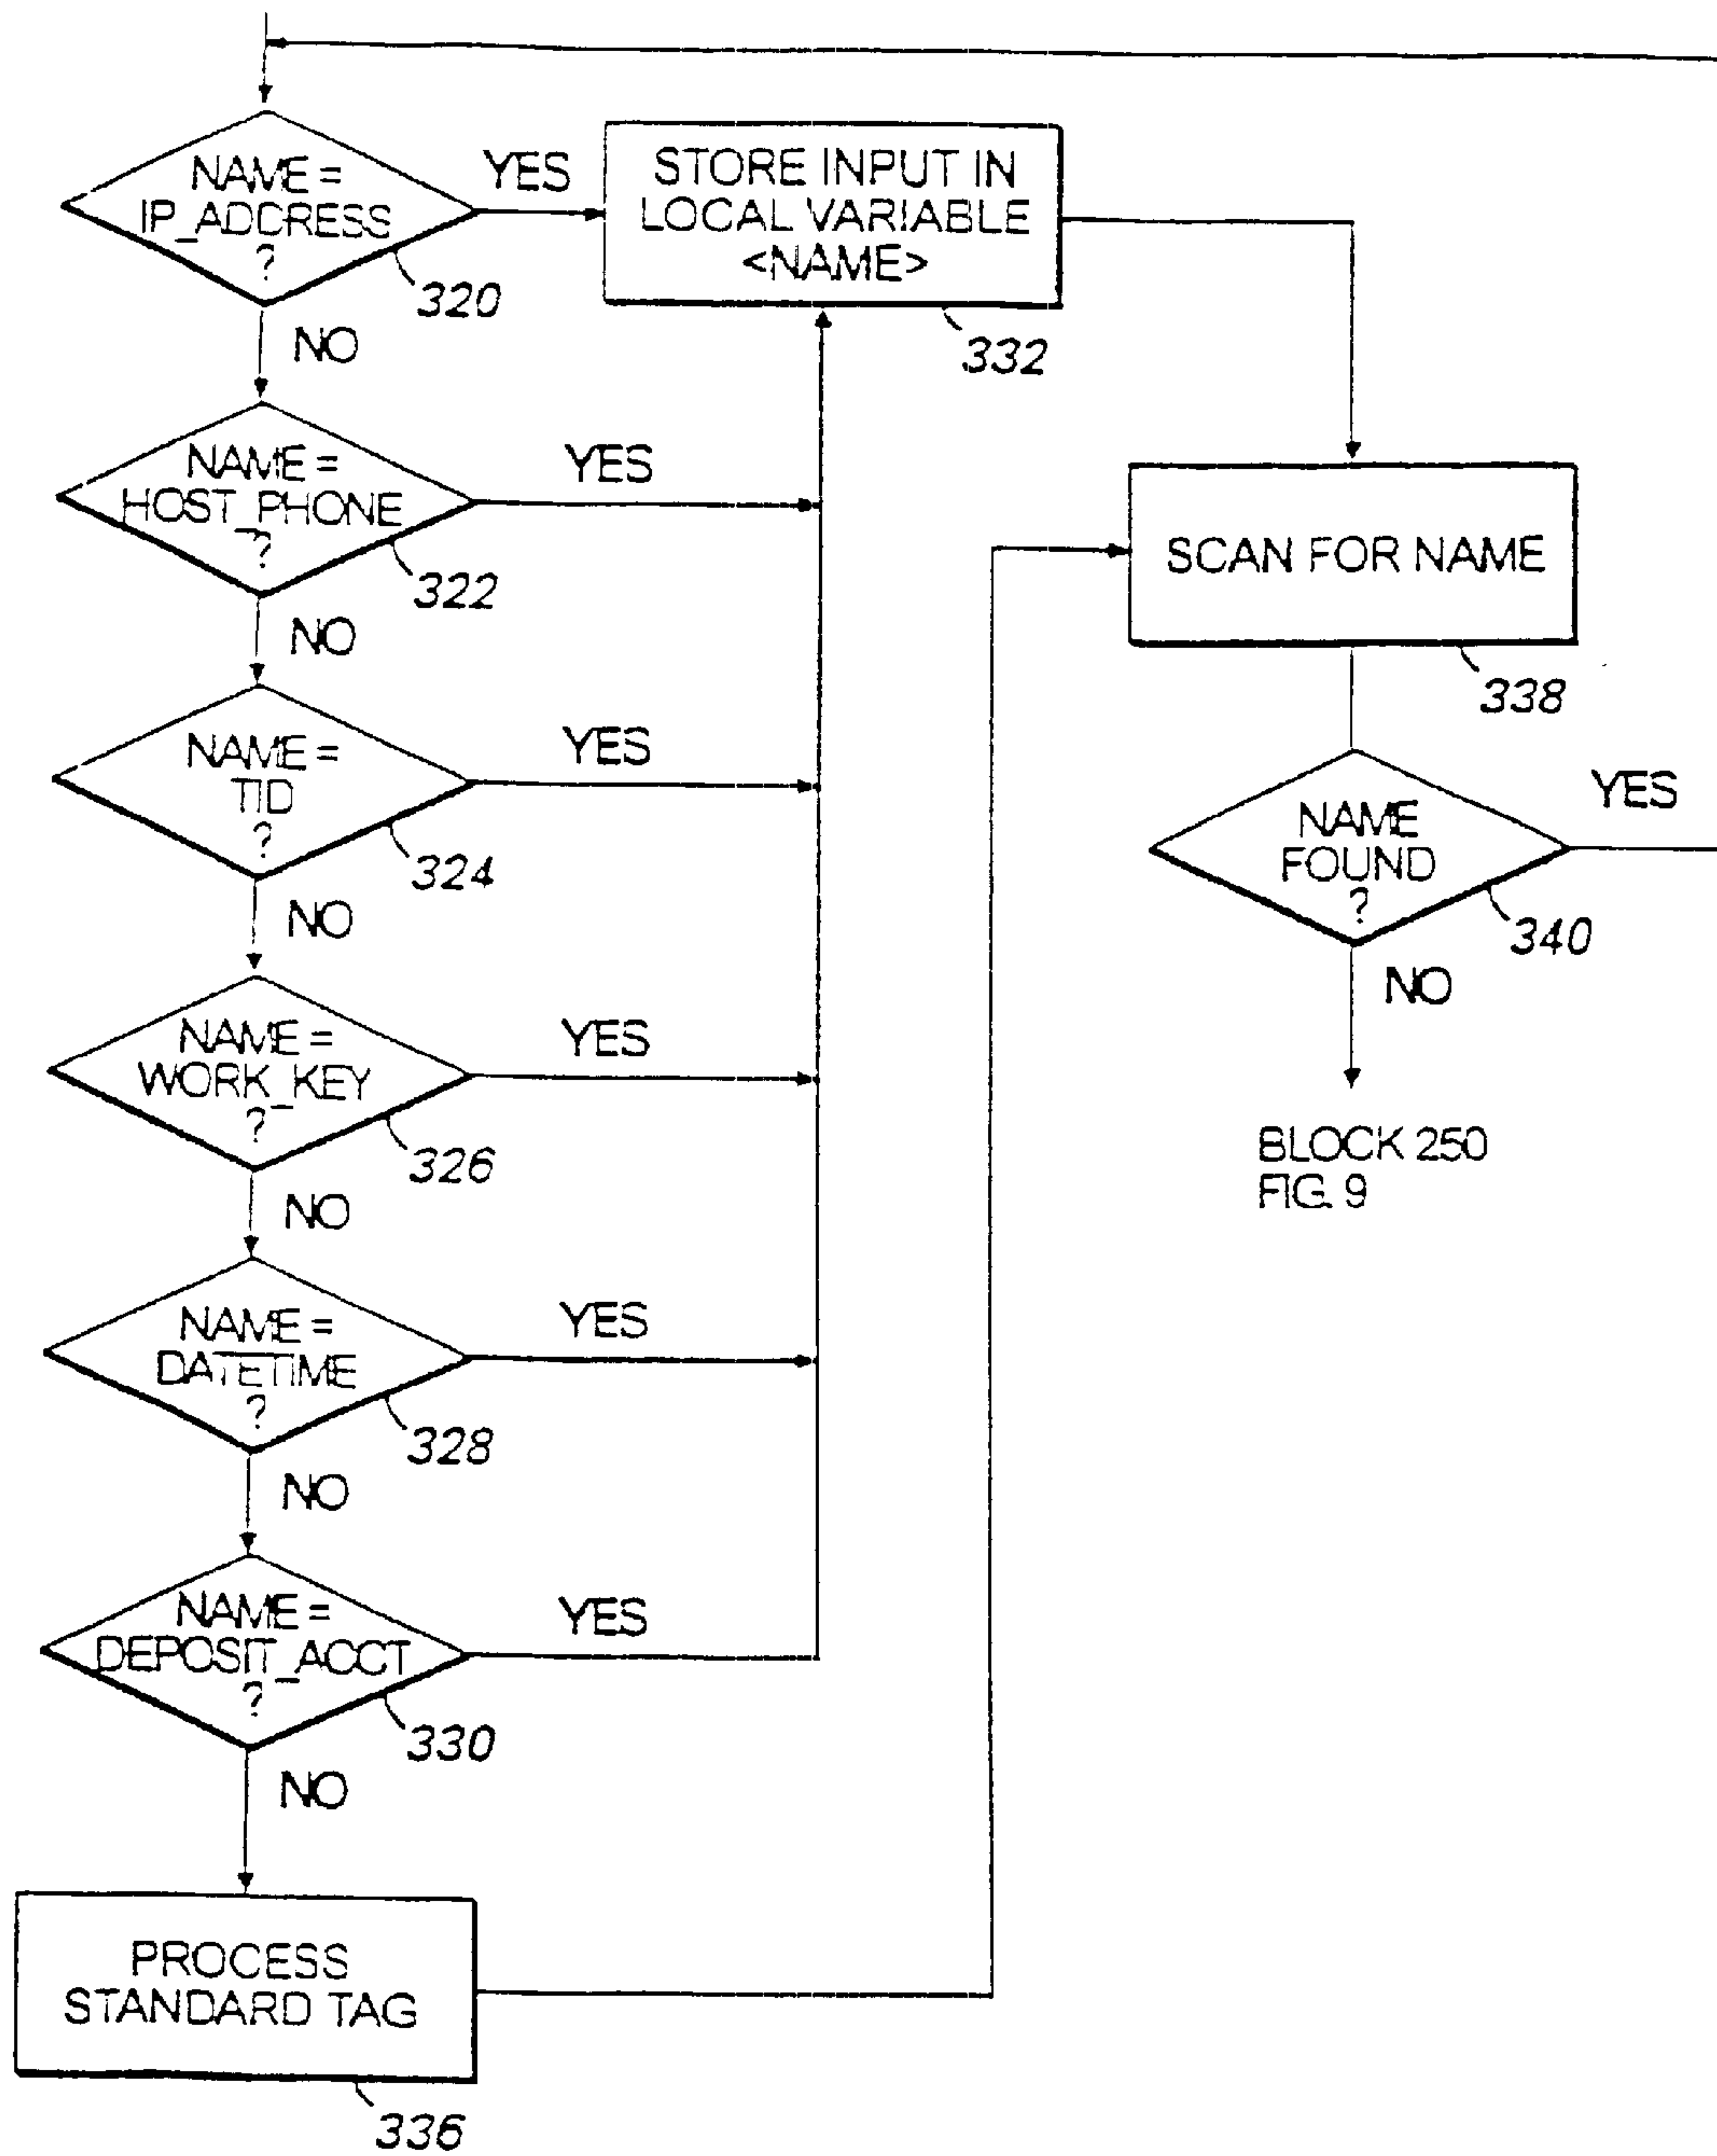 NAME =
IP_ADDRESS
?
320
YES
STORE INPUT IN
LOCAL VARIABLE
<NAME>
332
NO
NAME =
HOST_PHONE
?
322
YES
NO
NAME =
TID
?
324
YES
NO
NAME =
WORK_KEY
?
326
YES
NO
NAME =
DATETIME
?
328
YES
NO
NAME =
DEPOSIT_ACCT
?
330
YES
NO
PROCESS
STANDARD TAG
336
SCAN FOR NAME
338
NAME
FOUND
?
340
YES
NO
BLOCK 250
FIG. 9